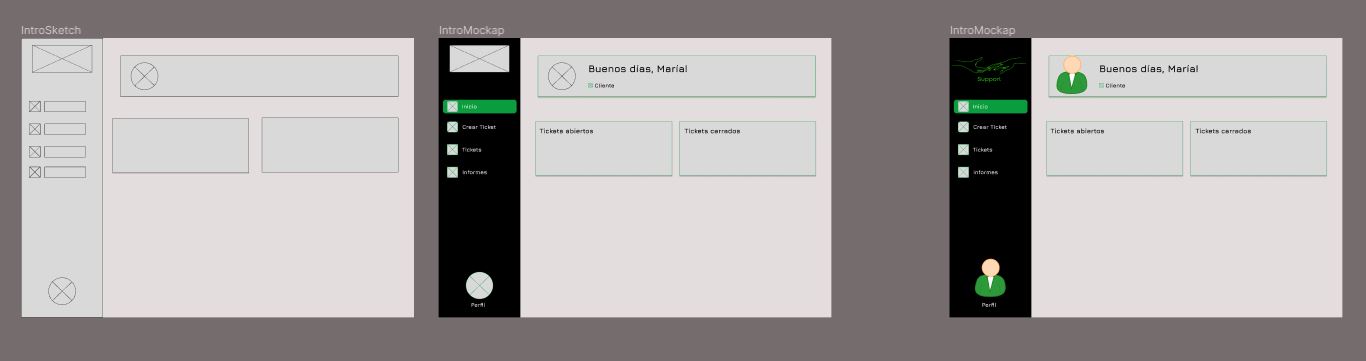 IntroSketch
IntroMockap
Buenos días, María!
Cliente
Inicio
Crear Ticket
Tickets
Informes
Tickets abiertos
Tickets cerrados
Perfil
IntroMockap
Support
Buenos días, María!
Cliente
Inicio
Crear Ticket
Tickets
Informes
Tickets abiertos
Tickets cerrados
Perfil